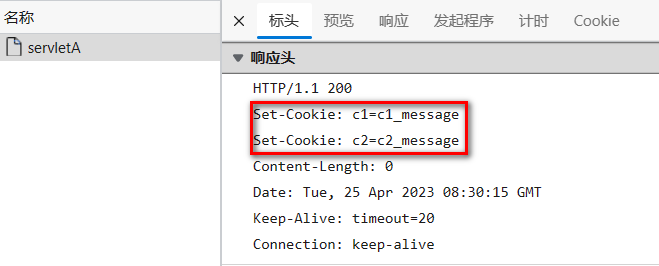 名称
servletA
标头 预览 响应 发起程序 计时 Cookie
响应头
HTTP/1.1 200
Set-Cookie: c1=c1_message
Set-Cookie: c2=c2_message
Content-Length: 0
Date: Tue, 25 Apr 2023 08:30:15 GMT
Keep-Alive: timeout=20
Connection: keep-alive